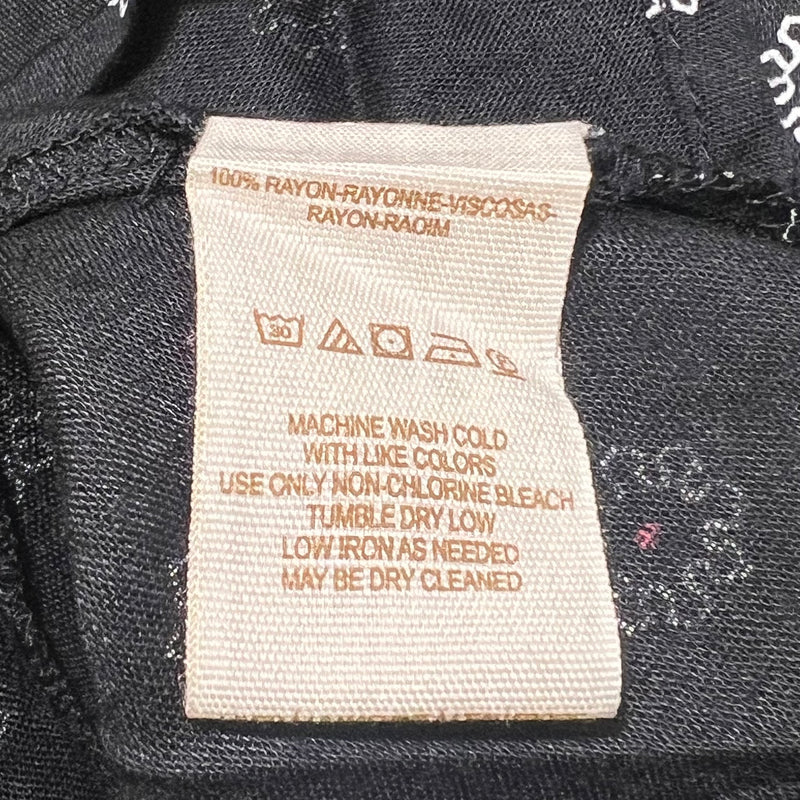 100% RAYON-RAYONNE-VISCOSAS-
RAYON-RAOIM
30
MACHINE WASH COLD
WITH LIKE COLORS
USE ONLY NON-CHLORINE BLEACH
TUMBLE DRY LOW
LOW IRON AS NEEDED
MAY BE DRY CLEANED